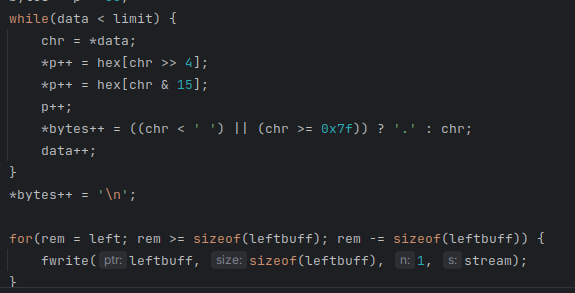 while(data < limit) {
chr = *data;
*p++ = hex[chr >> 4];
*p++ = hex[chr & 15];
p++;
*bytes++ = ((chr < ' ') || (chr >= 0x7f)) ? '.' : chr;
data++;
}
*bytes++ = '\n';
for(rem = left; rem >= sizeof(leftbuff); rem -= sizeof(leftbuff)) {
fwrite( ptr: leftbuff, size: sizeof(leftbuff), n: 1, s: stream);
}